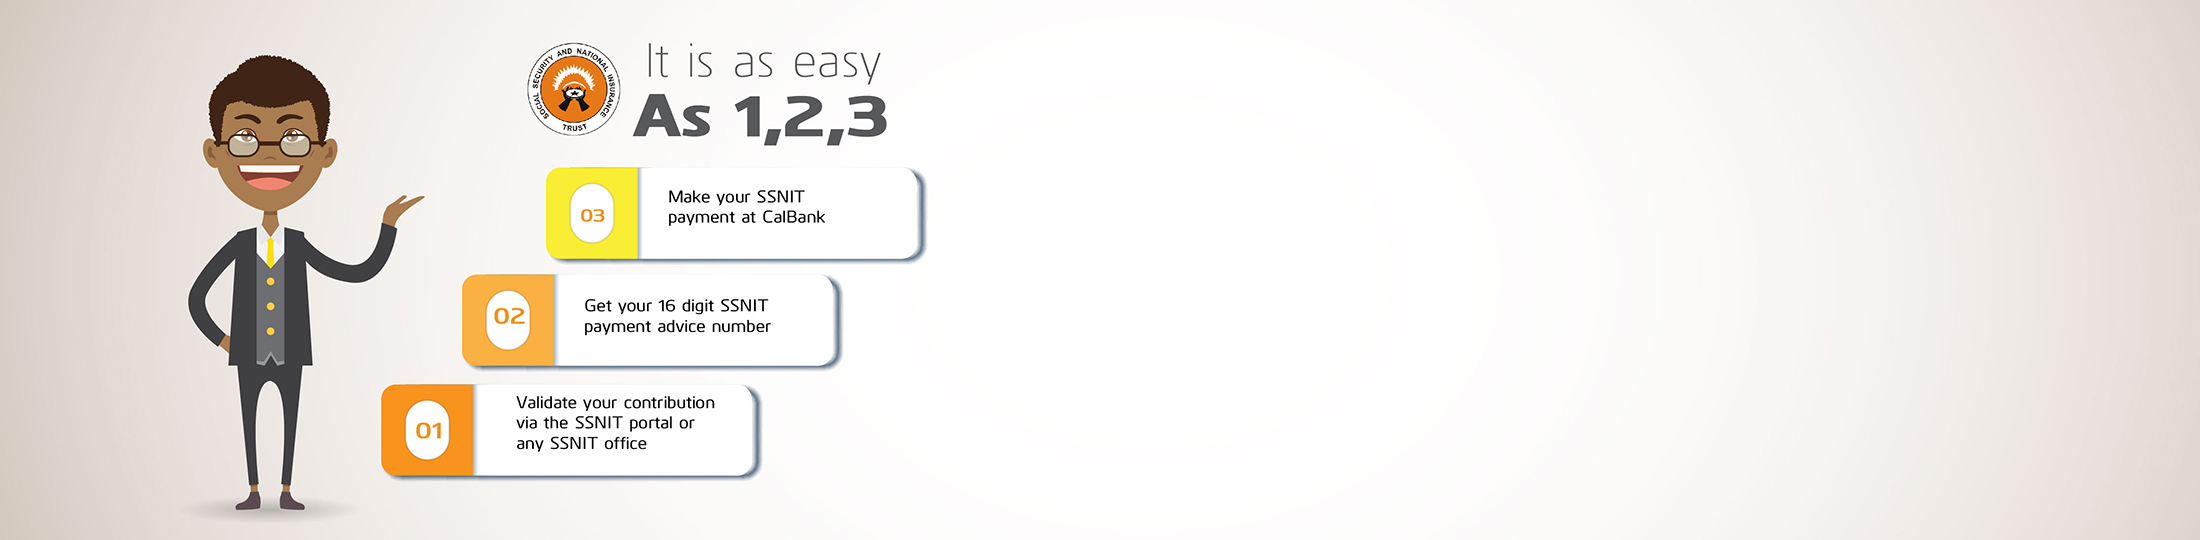 SOCIAL SECURITY AND NATIONAL INSURANCE
TRUST
It is as easy
As 1,2,3
03
Make your SSNIT
payment at CalBank
02
Get your 16 digit SSNIT
payment advice number
01
Validate your contribution
via the SSNIT portal or
any SSNIT office